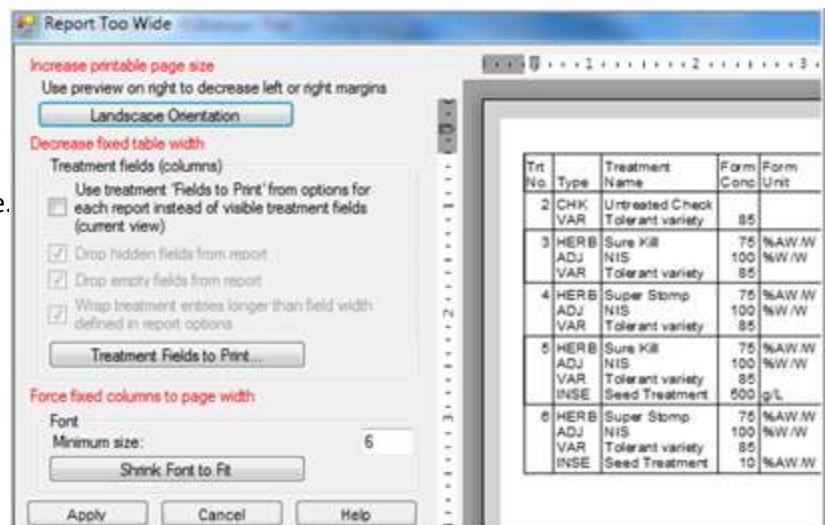 Report Too Wide
Increase printable page size
Use preview on right to decrease left or right margins
Landscape Orientation
Decrease fixed table width
Treatment fields (columns)
Use treatment 'Fields to Print' from options for
each report instead of visible treatment fields
(current view)
Drop hidden fields from report
Drop empty fields from report
Wrap treatment entries longer than field width
defined in report options
Treatment Fields to Print...
Force fixed columns to page width
Font
Minimum size: 6
Shrink Font to Fit
Apply Cancel Help
e.
1 2 3
2
3
Trt Treatment Form Form
No. Type Name Conc Unit
2 CHK Untreated Check
VAR Tolerant variety 85
3 HERB Sure Kill 75 %AW/W
ADJ NIS 100 %W/W
VAR Tolerant variety 85
4 HERB Super Stomp 75 %AW/W
ADJ NIS 100 %W/W
VAR Tolerant variety 85
5 HERB Sure Kill 75 %AW/W
ADJ NIS 100 %W/W
VAR Tolerant variety 85
INSE Seed Treatment 500 g/L
6 HERB Super Stomp 75 %AW/W
ADJ NIS 100 %W/W
VAR Tolerant variety 85
INSE Seed Treatment 10 %AW/W